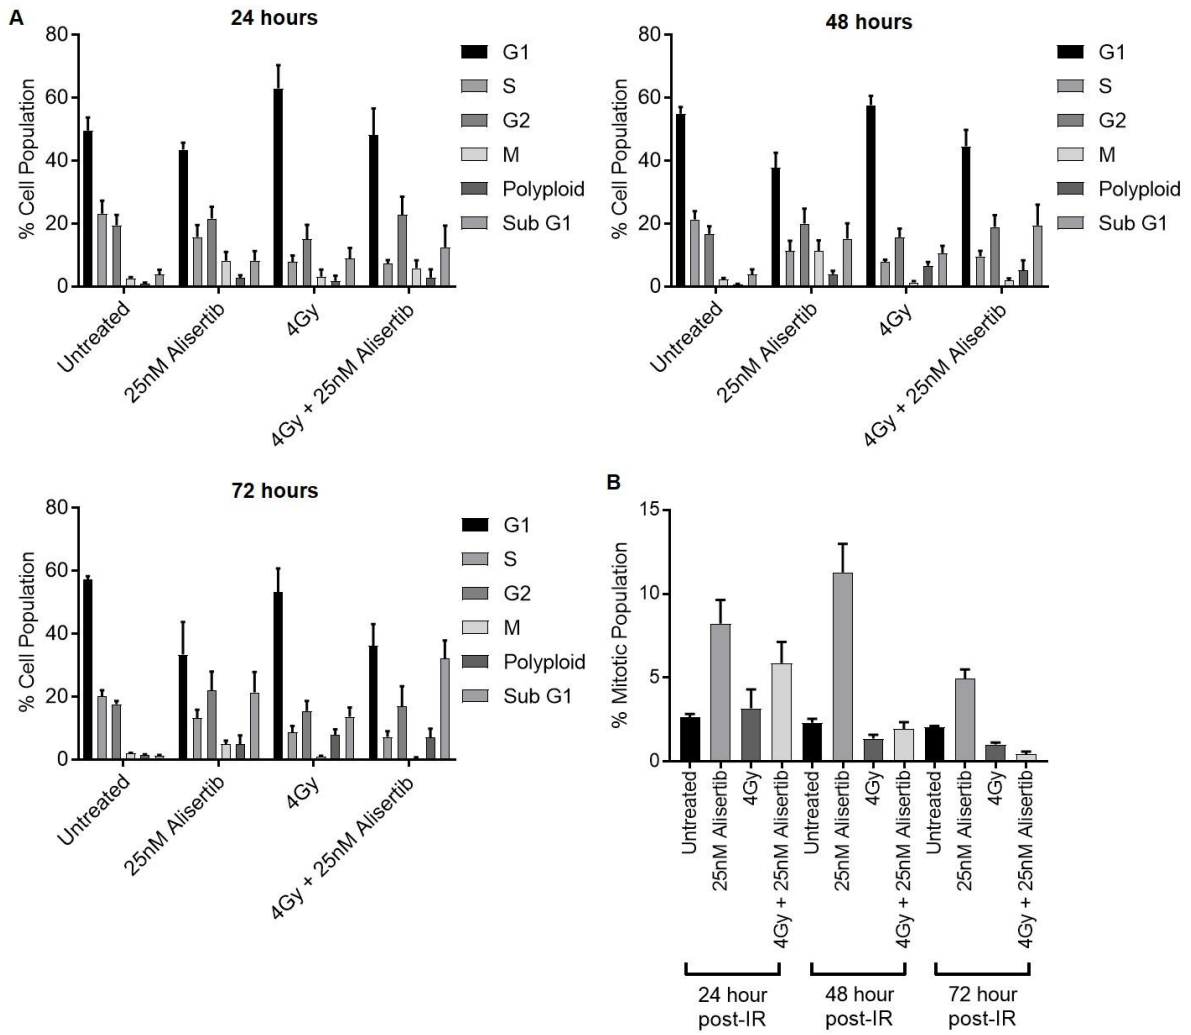 A
24 hours
% Cell Population
80
60
40
20
0
Untreated
25nM Alisertib
4Gy
4Gy + 25nM Alisertib
G1
S
G2
M
Polyploid
Sub G1
48 hours
% Cell Population
80
60
40
20
0
Untreated
25nM Alisertib
4Gy
4Gy + 25nM Alisertib
G1
S
G2
M
Polyploid
Sub G1
72 hours
% Cell Population
80
60
40
20
0
Untreated
25nM Alisertib
4Gy
4Gy + 25nM Alisertib
G1
S
G2
M
Polyploid
Sub G1
B
% Mitotic Population
15
10
5
0
Untreated
25nM Alisertib
4Gy
4Gy + 25nM Alisertib
Untreated
25nM Alisertib
4Gy
4Gy + 25nM Alisertib
Untreated
25nM Alisertib
4Gy
4Gy + 25nM Alisertib
24 hour
post-IR
48 hour
post-IR
72 hour
post-IR